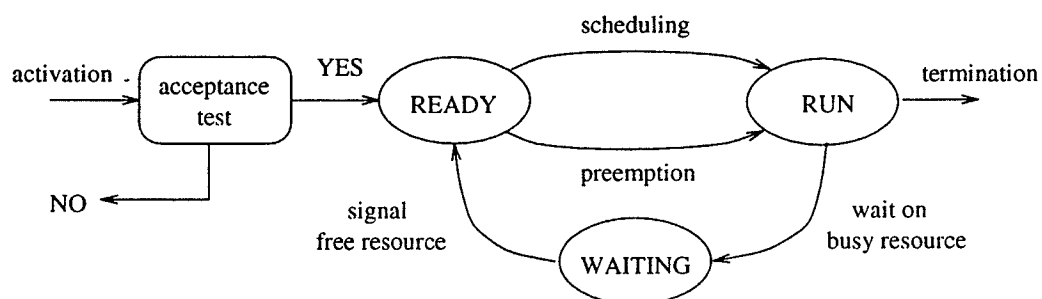 scheduling
activation
YES
termination
acceptance
test
READY
RUN
preemption
NO
signal
free resource
wait on
busy resource
WAITING